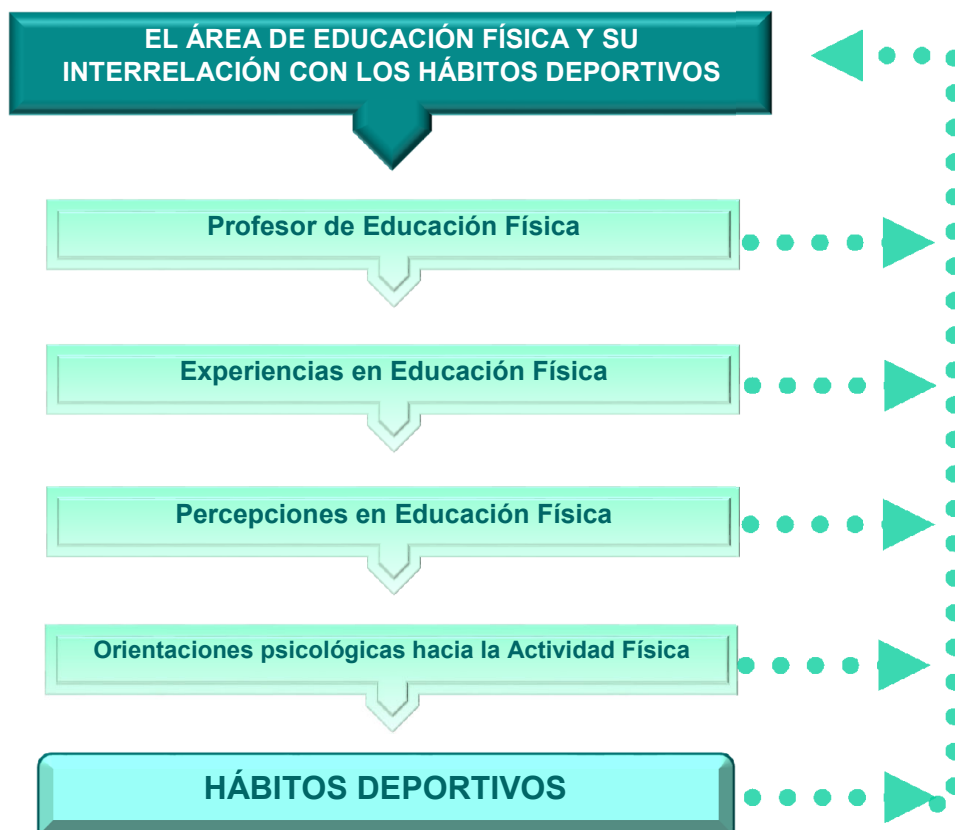 EL ÁREA DE EDUCACIÓN FÍSICA Y SU
INTERRELACIÓN CON LOS HÁBITOS DEPORTIVOS
Profesor de Educación Física
Experiencias en Educación Física
Percepciones en Educación Física
Orientaciones psicológicas hacia la Actividad Física
HÁBITOS DEPORTIVOS